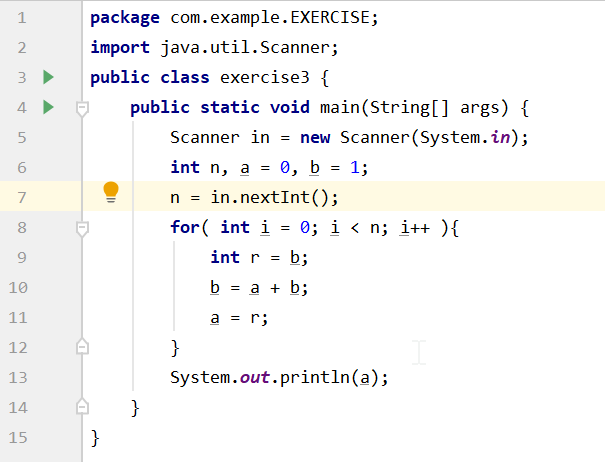 1 package com.example.EXERCISE;
2 import java.util.Scanner;
3 public class exercise3 {
4     public static void main(String[] args) {
5         Scanner in = new Scanner(System.in);
6         int n, a = 0, b = 1;
7         n = in.nextInt();
8         for( int i = 0; i < n; i++ ){
9             int r = b;
10             b = a + b;
11             a = r;
12         }
13         System.out.println(a);
14     }
15 }